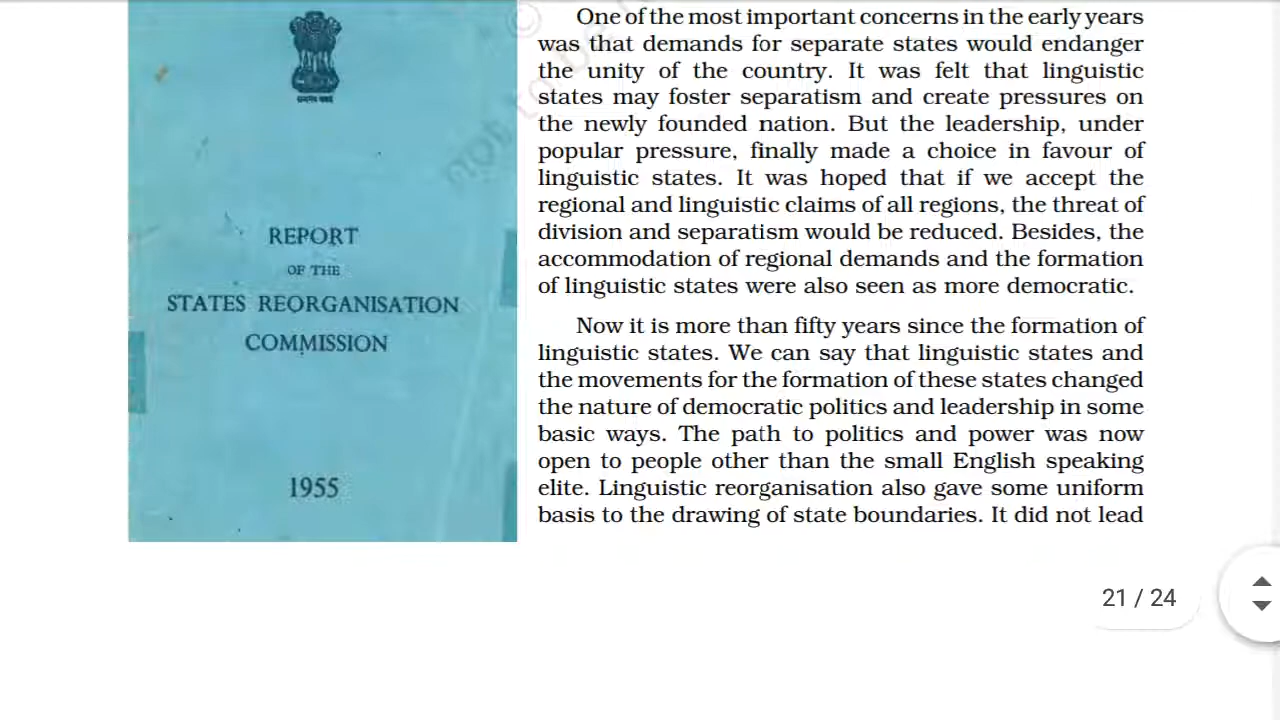 REPORT
OF THE
STATES REORGANISATION
COMMISSION
1955
One of the most important concerns in the early years
was that demands for separate states would endanger
the unity of the country. It was felt that linguistic
states may foster separatism and create pressures on
the newly founded nation. But the leadership, under
popular pressure, finally made a choice in favour of
linguistic states. It was hoped that if we accept the
regional and linguistic claims of all regions, the threat of
division and separatism would be reduced. Besides, the
accommodation of regional demands and the formation
of linguistic states were also seen as more democratic.
Now it is more than fifty years since the formation of
linguistic states. We can say that linguistic states and
the movements for the formation of these states changed
the nature of democratic politics and leadership in some
basic ways. The path to politics and power was now
open to people other than the small English speaking
elite. Linguistic reorganisation also gave some uniform
basis to the drawing of state boundaries. It did not lead
©
not to be
21 / 24